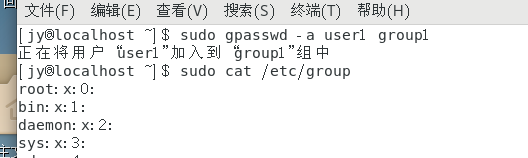 文件(F) 编辑(E) 查看(V) 搜索(S) 终端(T) 帮助(H)
[jy@localhost ~]$ sudo gpasswd -a user1 group1
正在将用户“user1”加入到“group1”组中
[jy@localhost ~]$ sudo cat /etc/group
root:x:0:
bin:x:1:
daemon:x:2:
sys:x:3: